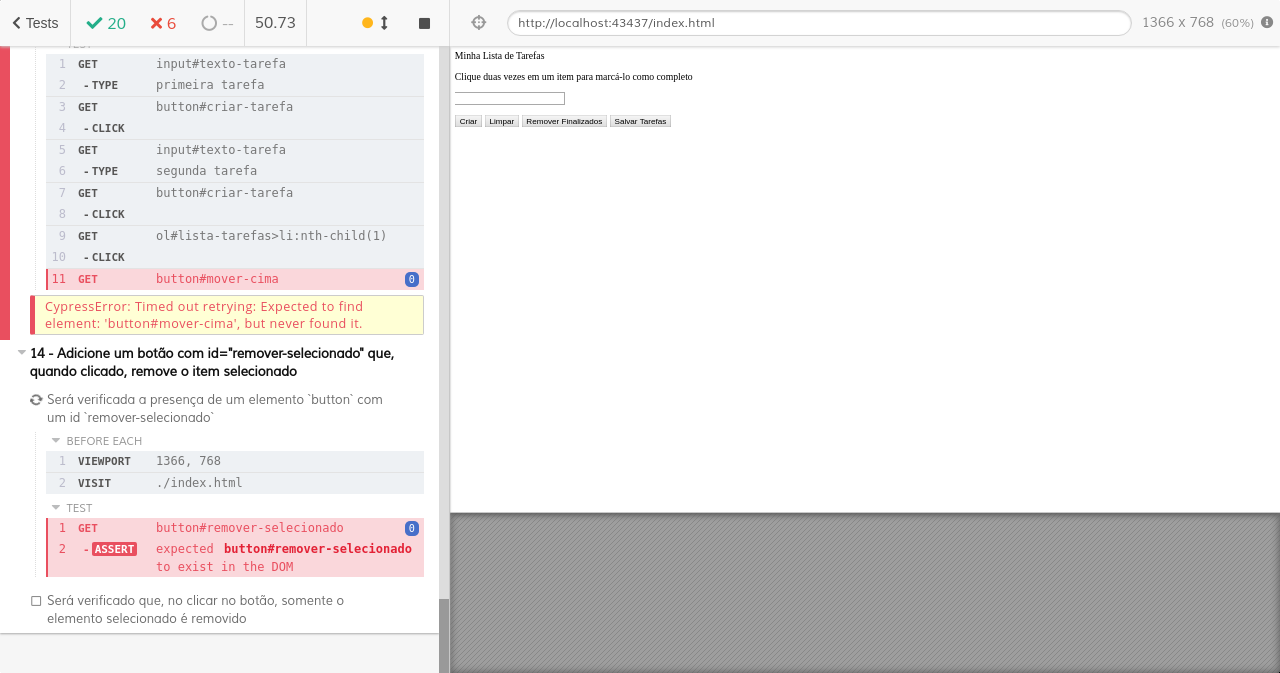 Tests 20 6 -- 50.73
TEST
1 GET input#texto-tarefa
2 -TYPE primeira tarefa
3 GET button#criar-tarefa
4 -CLICK
5 GET input#texto-tarefa
6 -TYPE segunda tarefa
7 GET button#criar-tarefa
8 -CLICK
9 GET ol#lista-tarefas>li:nth-child(1)
10 -CLICK
11 GET button#mover-cima 0
CypressError: Timed out retrying: Expected to find
element: 'button#mover-cima', but never found it.
14 - Adicione um botão com id="remover-selecionado" que,
quando clicado, remove o item selecionado
Será verificada a presença de um elemento `button` com
um id `remover-selecionado`
BEFORE EACH
1 VIEWPORT 1366, 768
2 VISIT ./index.html
TEST
1 GET button#remover-selecionado 0
2 -ASSERT expected button#remover-selecionado
to exist in the DOM
Será verificado que, no clicar no botão, somente o
elemento selecionado é removido
http://localhost:43437/index.html 1366 x 768 (60%)
Minha Lista de Tarefas
Clique duas vezes em um item para marcá-lo como completo
Criar Limpar Remover Finalizados Salvar Tarefas